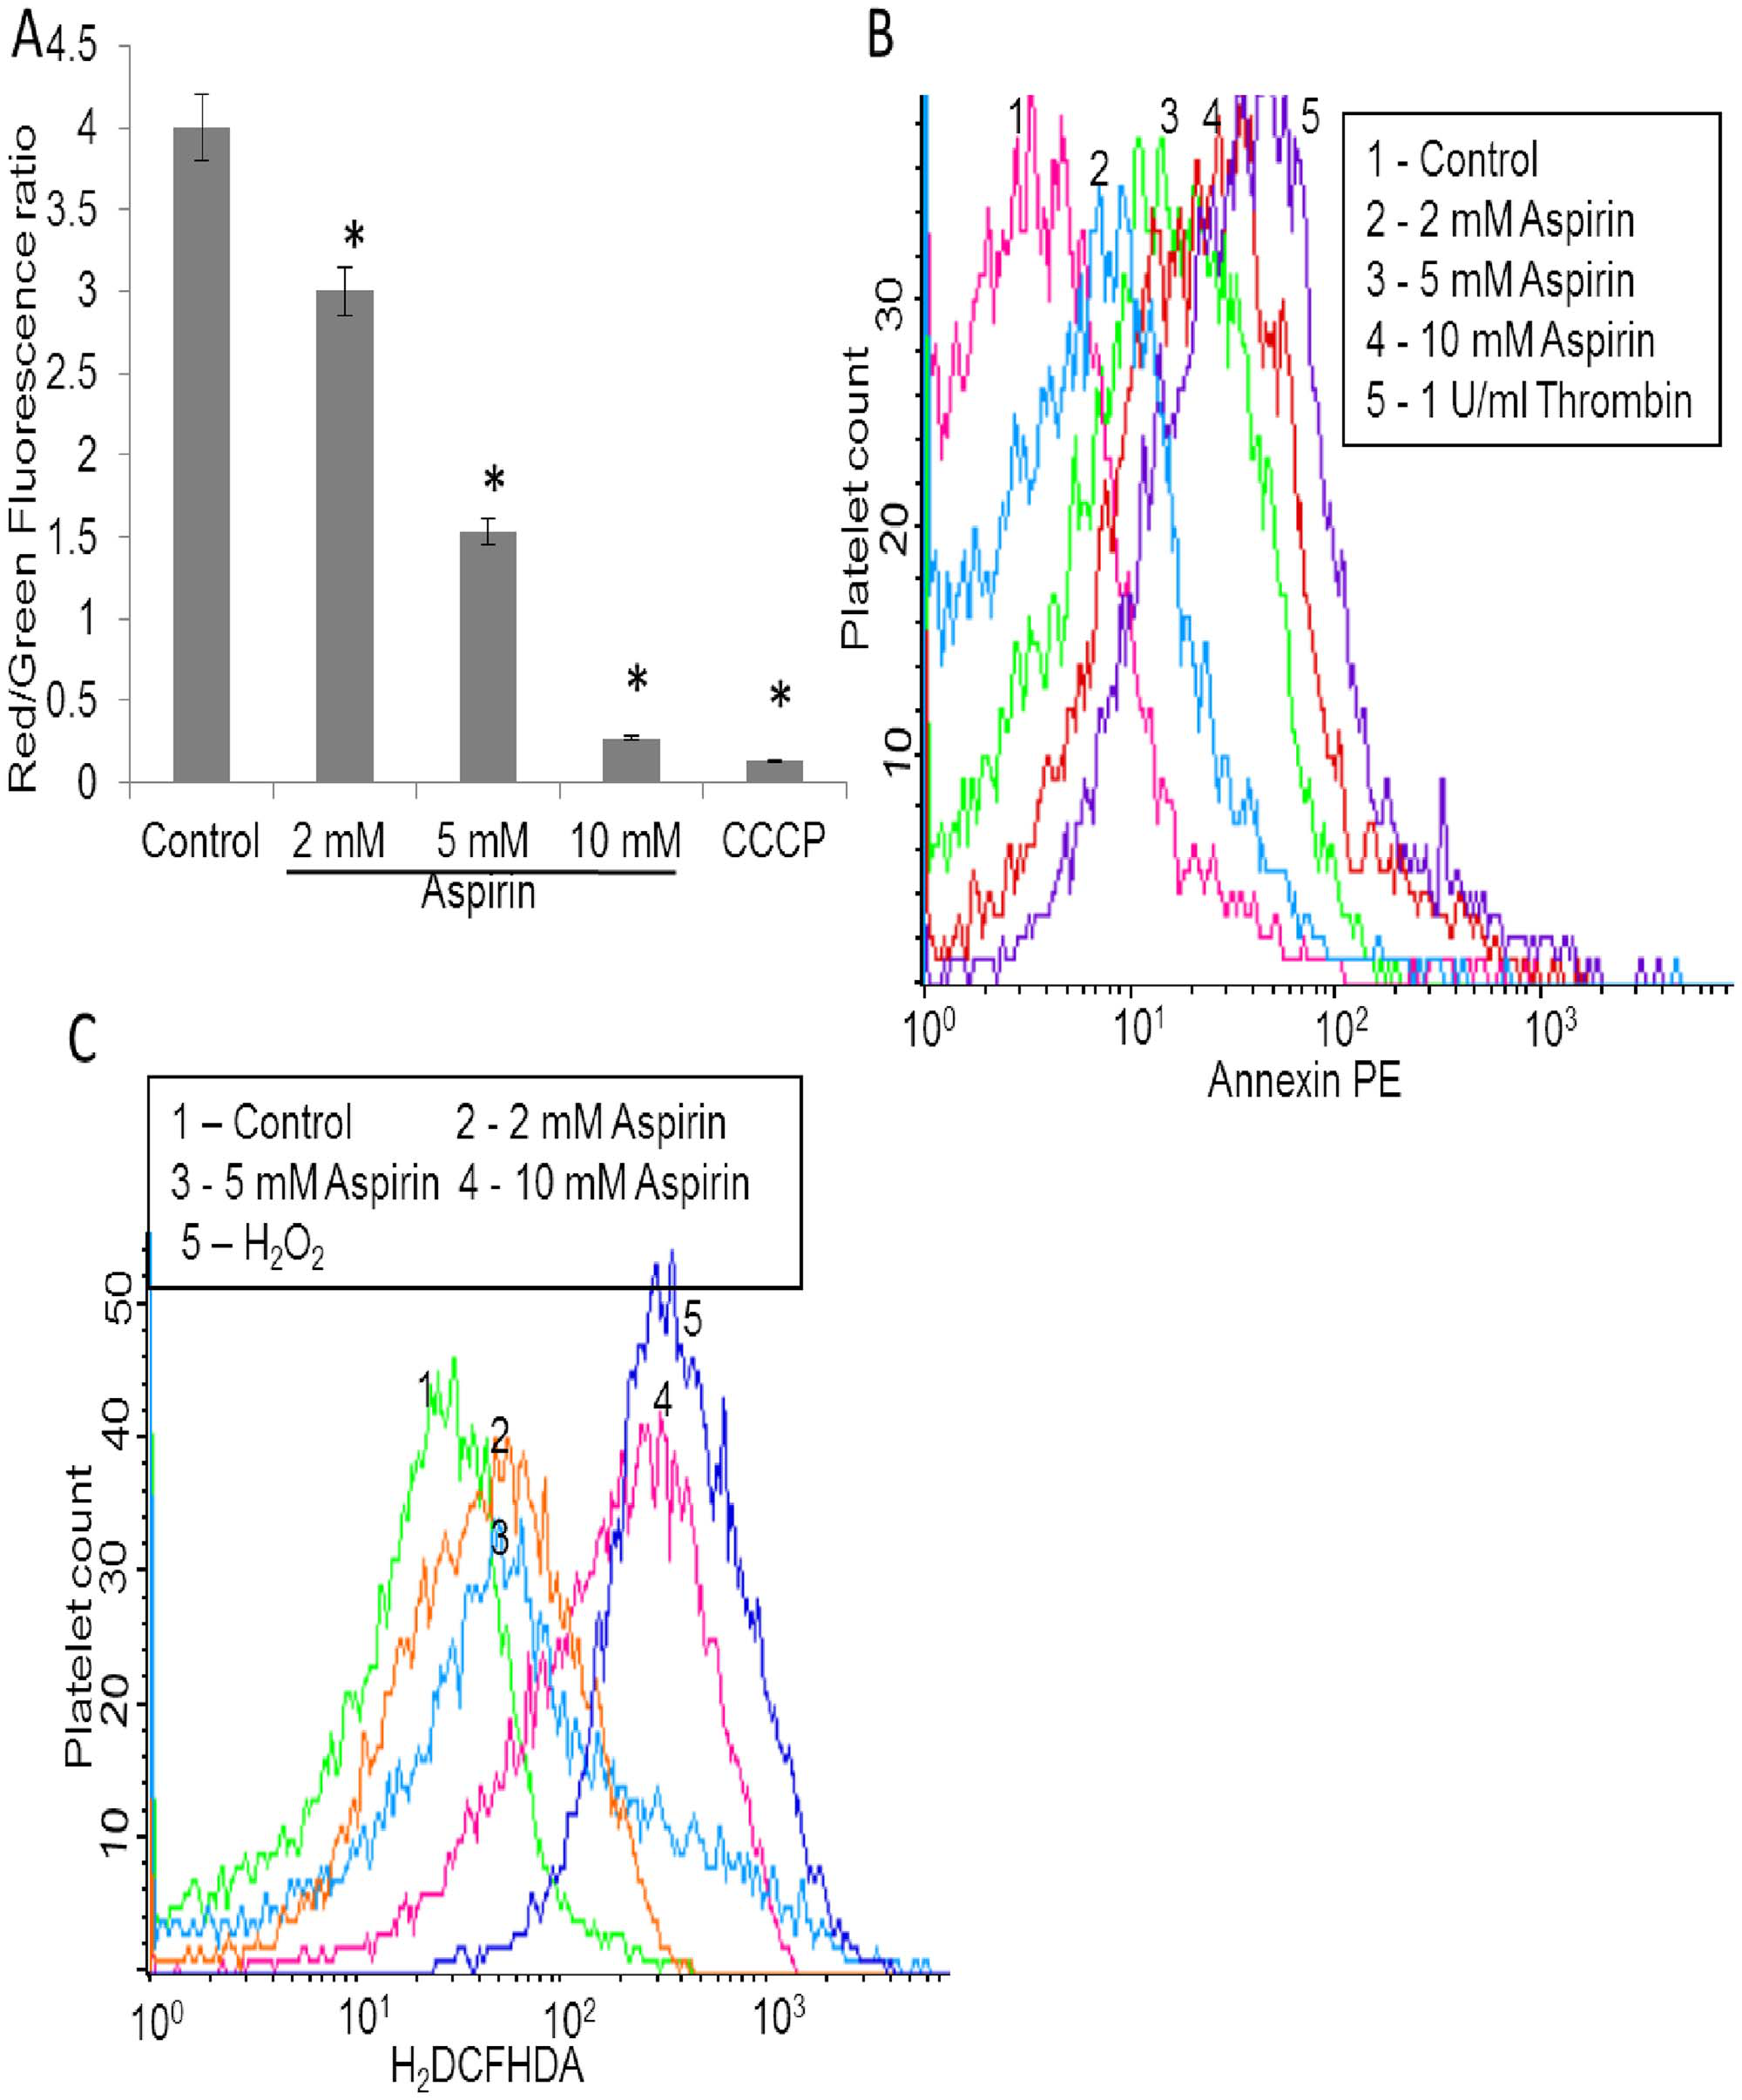 A
4.5
4
3.5
3
2.5
2
1.5
1
0.5
0
Red/Green Fluorescence ratio
*
*
*
*
Control 2 mM 5 mM 10 mM CCCP
Aspirin
B
1 2 3 4 5
1 - Control
2 - 2 mM Aspirin
3 - 5 mM Aspirin
4 - 10 mM Aspirin
5 - 1 U/ml Thrombin
30
20
10
Platelet count
10⁰ 10¹ 10² 10³
Annexin PE
C
1 – Control 2 - 2 mM Aspirin
3 - 5 mM Aspirin 4 - 10 mM Aspirin
5 – H₂O₂
50
40
30
20
10
Platelet count
1
2
3
4
5
10⁰ 10¹ 10² 10³
H₂DCFHDA